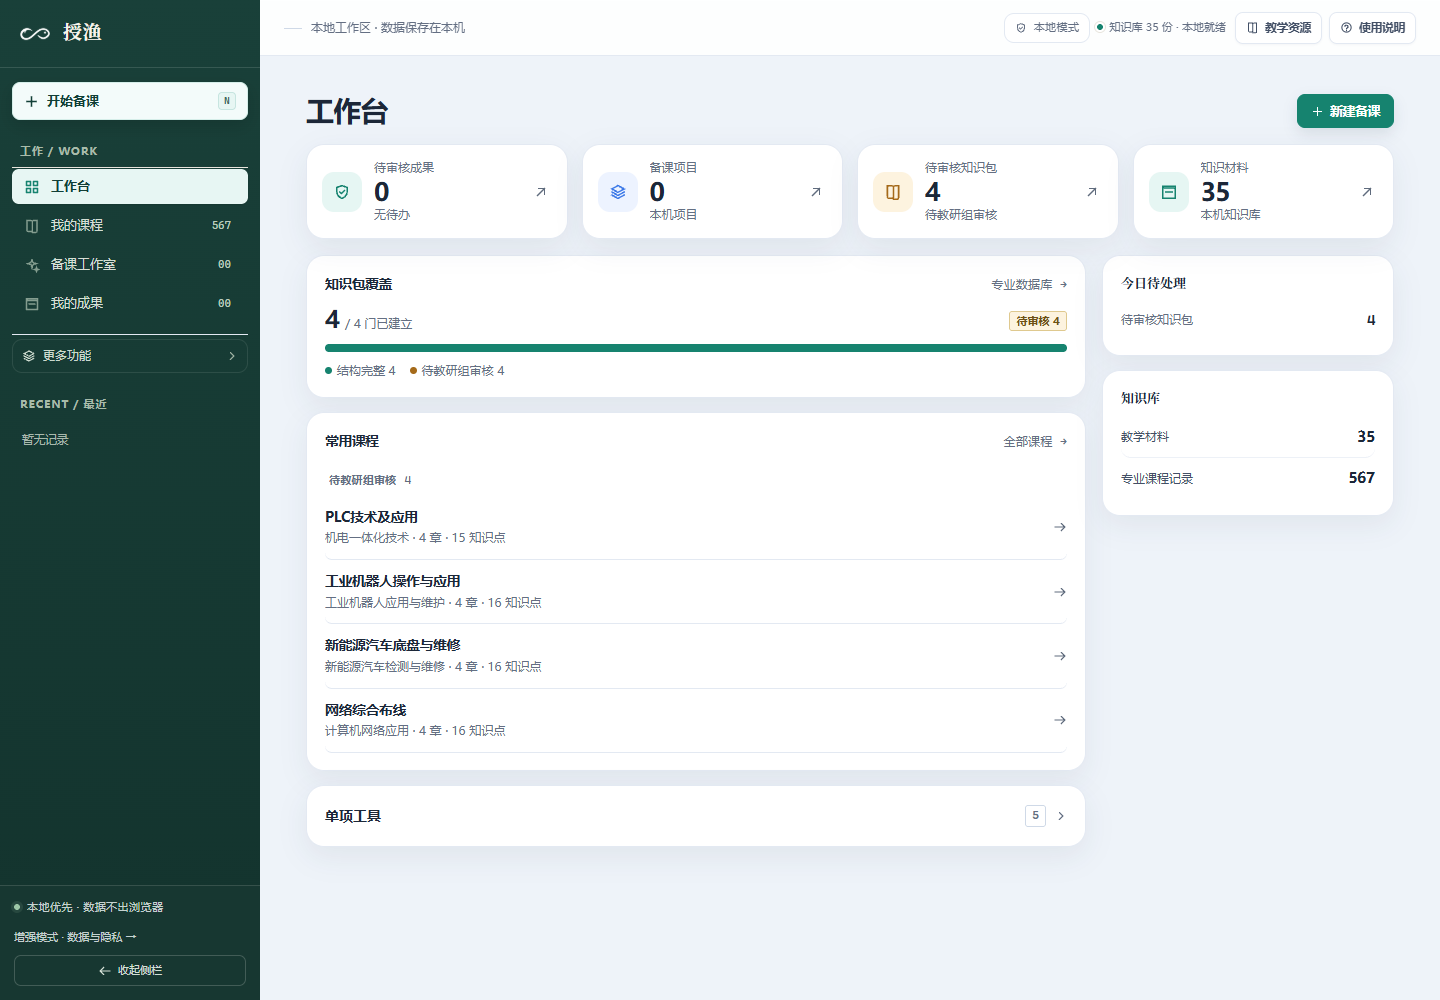 授渔
开始备课 N
工作 / WORK
工作台
我的课程 567
备课工作室 00
我的成果 00
更多功能
RECENT / 最近
暂无记录
本地优先 · 数据不出浏览器
增强模式 · 数据与隐私 →
收起侧栏
本地工作区 · 数据保存在本机
本地模式
知识库 35 份 · 本地就绪
教学资源
使用说明
工作台
新建备课
待审核成果
0
无待办
备课项目
0
本机项目
待审核知识包
4
待教研组审核
知识材料
35
本机知识库
知识包覆盖
专业数据库 →
4 / 4 门已建立
待审核 4
结构完整 4
待教研组审核 4
常用课程
全部课程 →
待教研组审核 4
PLC技术及应用
机电一体化技术 · 4 章 · 15 知识点
工业机器人操作与应用
工业机器人应用与维护 · 4 章 · 16 知识点
新能源汽车底盘与维修
新能源汽车检测与维修 · 4 章 · 16 知识点
网络综合布线
计算机网络应用 · 4 章 · 16 知识点
单项工具
5
今日待处理
待审核知识包 4
知识库
教学材料 35
专业课程记录 567